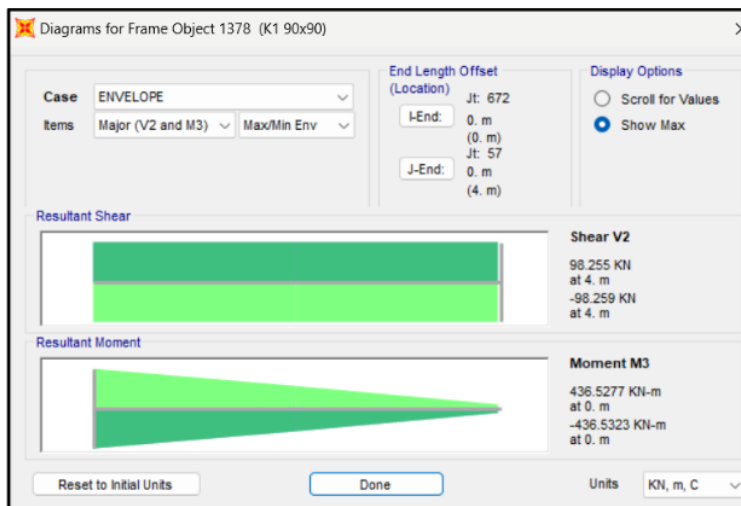 Diagrams for Frame Object 1378 (K1 90x90)
Case ENVELOPE
Items Major (V2 and M3) Max/Min Env
End Length Offset
(Location)
Jt: 672
I-End: 0. m
(0. m)
Jt: 57
J-End: 0. m
(4. m)
Display Options
Scroll for Values
Show Max
Resultant Shear
Shear V2
98.255 KN
at 4. m
-98.259 KN
at 4. m
Resultant Moment
Moment M3
436.5277 KN-m
at 0. m
-436.5323 KN-m
at 0. m
Reset to Initial Units Done Units KN, m, C